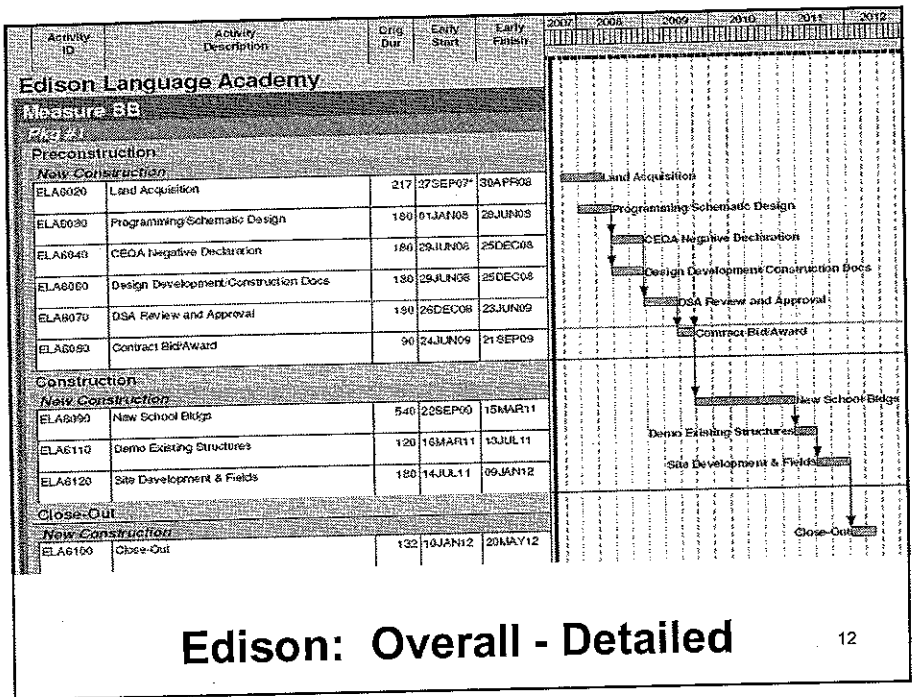 Activity ID Activity Description Orig Dur Early Start Early Finish 2007 2008 2009 2010 2011 2012
Edison Language Academy
Measure BB
Pkg #1
Preconstruction
New Construction
ELA6020 Land Acquisition 217 27SEP07* 30APR08 Land Acquisition
Programming/Schematic Design 180 01JAN08 28JUN08 Programming/Schematic Design
ELA6040 CEQA Negative Declaration 180 29JUN08 25DEC08 CEQA Negative Declaration
ELA6060 Design Development/Construction Docs 180 29JUN08 25DEC08 Design Development/Construction Docs
ELA6070 DSA Review and Approval 180 26DEC08 23JUN09 DSA Review and Approval
Contract Bid/Award 90 24JUN09 21SEP09 Contract Bid/Award
Construction
New Construction
ELA6090 New School Bldgs 540 22SEP09 15MAR11 New School Bldgs
ELA6110 Demo Existing Structures 120 16MAR11 13JUL11 Demo Existing Structures
ELA6120 Site Development & Fields 180 14JUL11 09JAN12 Site Development & Fields
Close-Out
New Construction
ELA6100 Close-Out 132 10JAN12 20MAY12 Close-Out
Edison: Overall - Detailed 12